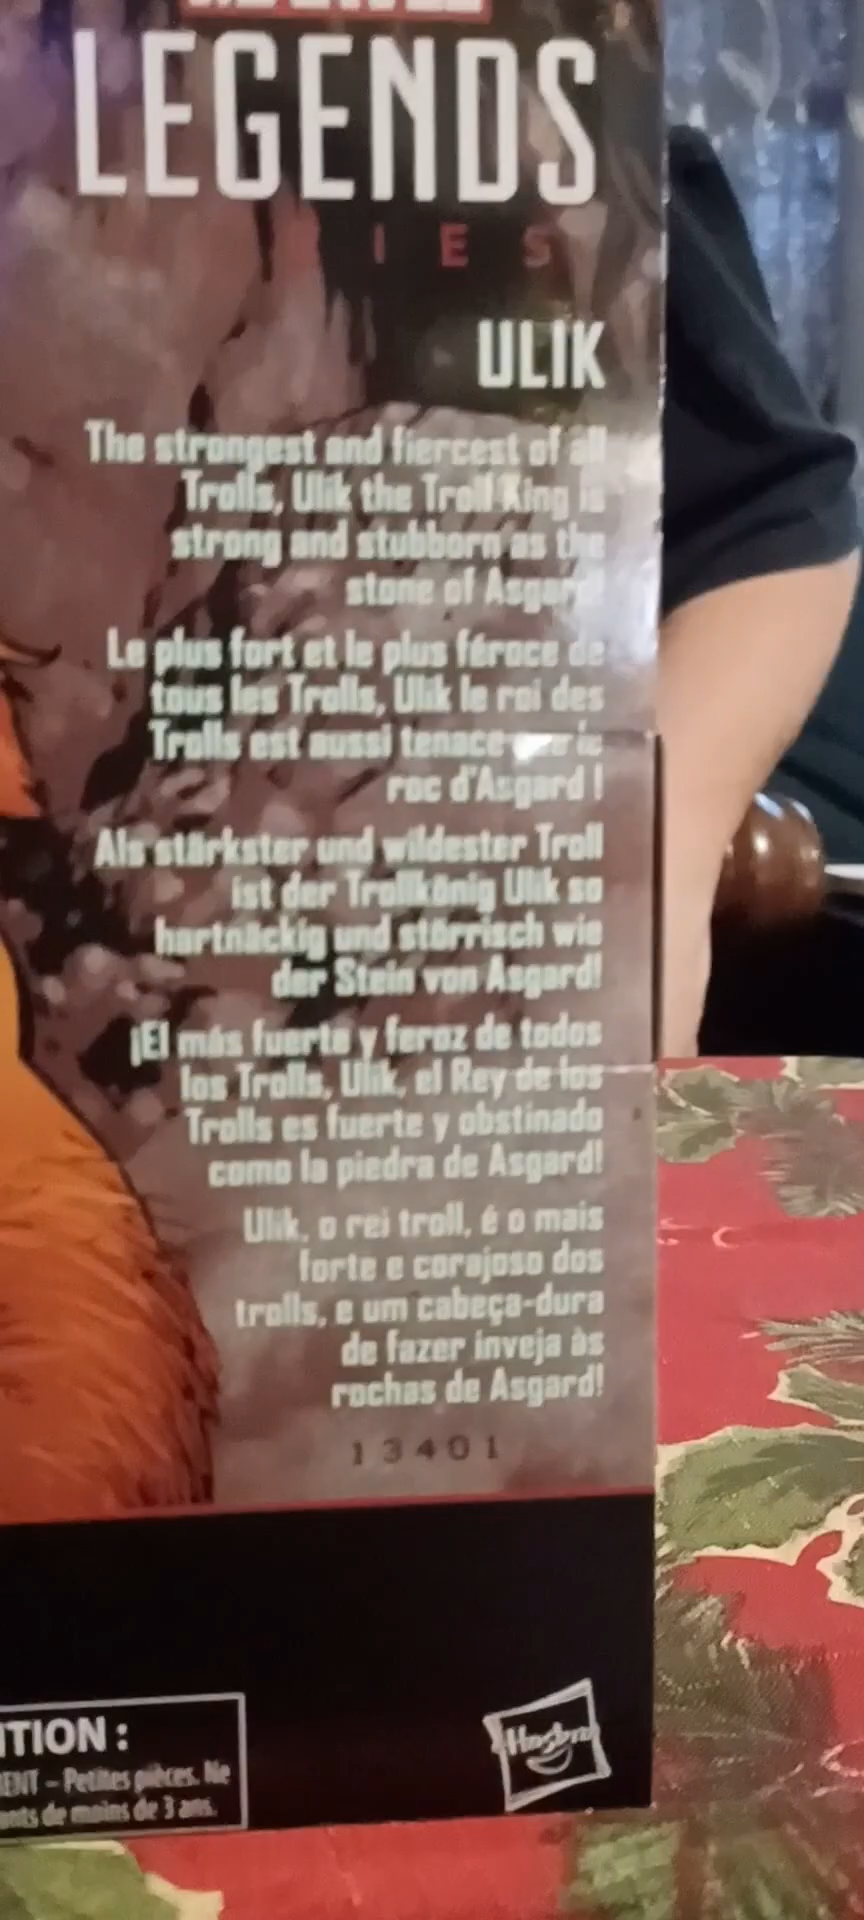 LEGENDS
I E S
ULIK
The strongest and fiercest of all
Trolls, Ulik the Troll King is
strong and stubborn as the
stone of Asgard!
Le plus fort et le plus féroce de
tous les Trolls, Ulik le roi des
Trolls est aussi tenace que le
roc d'Asgard !
Als stärkster und wildester Troll
ist der Trollkönig Ulik so
hartnäckig und störrisch wie
der Stein von Asgard!
¡El más fuerte y feroz de todos
los Trolls, Ulik, el Rey de los
Trolls es fuerte y obstinado
como la piedra de Asgard!
Ulik, o rei troll, é o mais
forte e corajoso dos
trolls, e um cabeça-dura
de fazer inveja às
rochas de Asgard!
13401
TION :
ENT – Petites pièces. Ne
ents de moins de 3 ans.
Hasbro